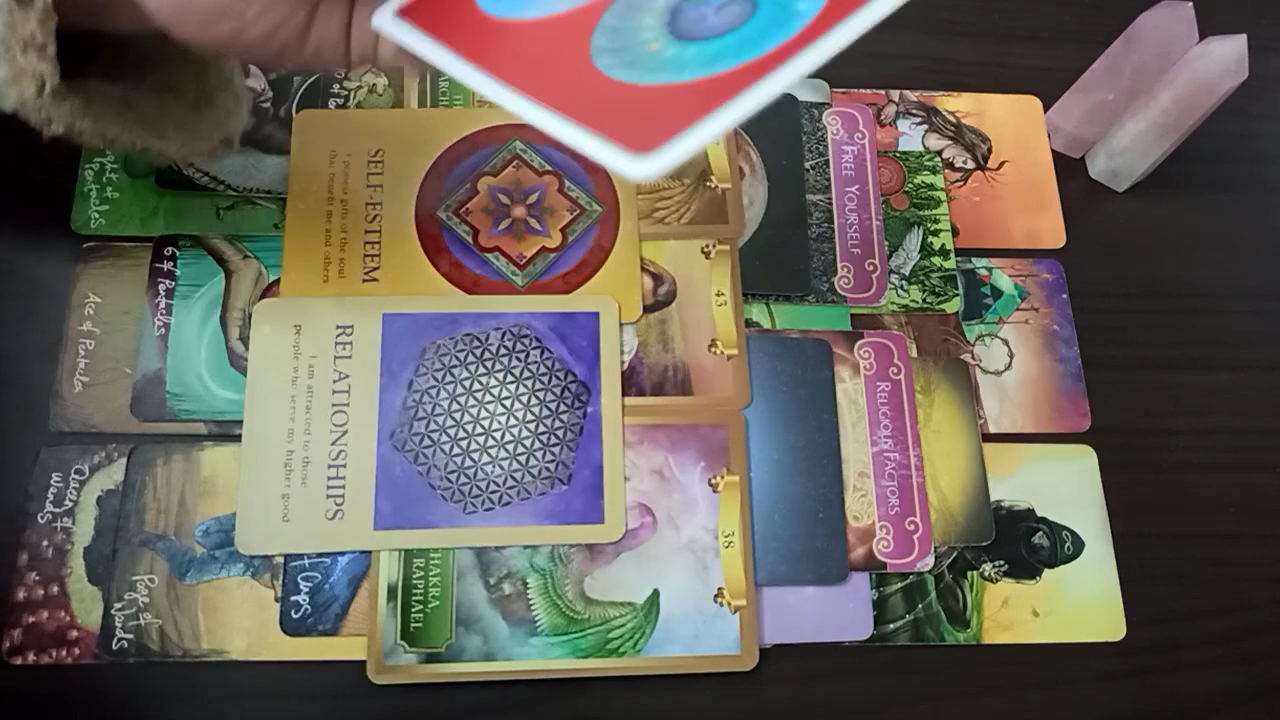 SELF-ESTEEM
I possess gifts of the soul
that benefit me and others
RELATIONSHIPS
I am attracted to those
people who serve my higher good
FREE YOURSELF
RELIGIOUS FACTORS
43
38
CHAKRA,
RAPHAEL
Pentacles
6 of Pentacles
Ace of Pentacles
Queen of
Wands
Page of
Wands
of Cups